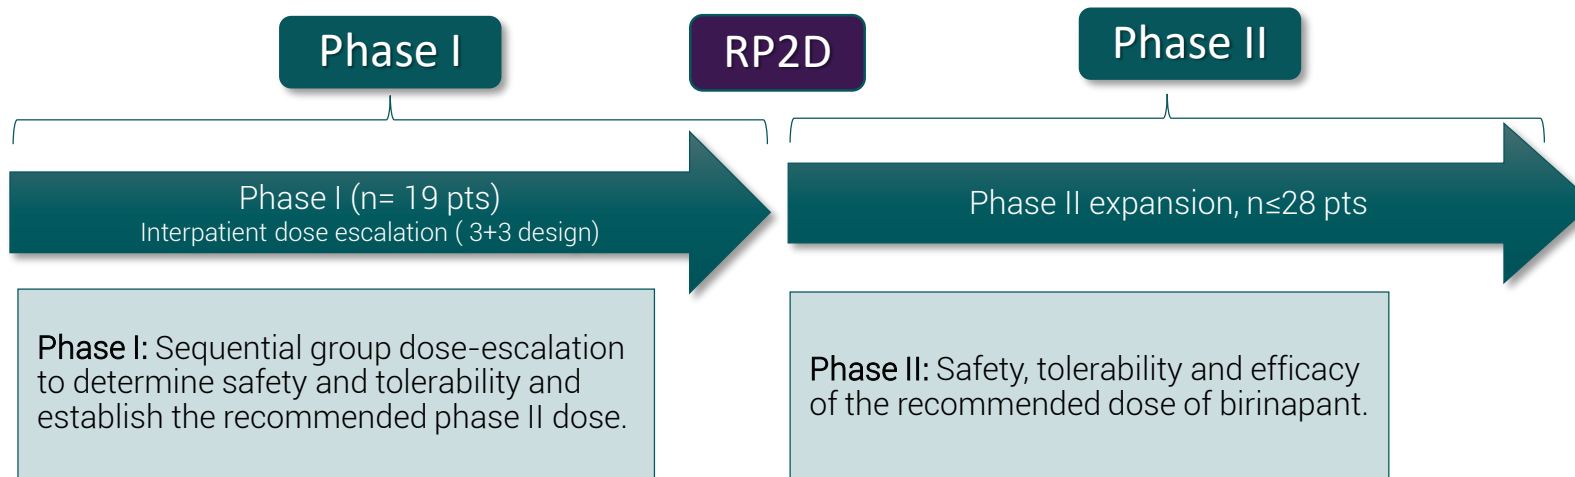 Phase I
RP2D
Phase II
Phase I (n= 19 pts)
Interpatient dose escalation ( 3+3 design)
Phase II expansion, n≤28 pts
Phase I: Sequential group dose-escalation
to determine safety and tolerability and
establish the recommended phase II dose.
Phase II: Safety, tolerability and efficacy
of the recommended dose of birinapant.